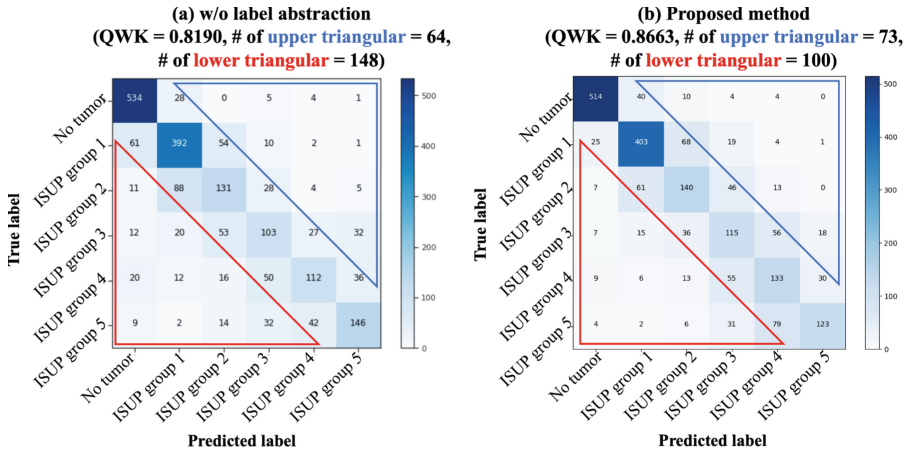 (a) w/o label abstraction
(QWK = 0.8190, # of upper triangular = 64,
# of lower triangular = 148)
True label
No tumor 534 28 0 5 4 1
ISUP group 1 61 392 54 10 2 1
ISUP group 2 11 88 131 28 4 5
ISUP group 3 12 20 53 103 27 32
ISUP group 4 20 12 16 50 112 36
ISUP group 5 9 2 14 32 42 146
No tumor ISUP group 1 ISUP group 2 ISUP group 3 ISUP group 4 ISUP group 5
Predicted label
500
400
300
200
100
0
(b) Proposed method
(QWK = 0.8663, # of upper triangular = 73,
# of lower triangular = 100)
True label
No tumor 514 40 10 4 4 0
ISUP group 1 25 403 68 19 4 1
ISUP group 2 7 61 140 46 13 0
ISUP group 3 7 15 36 115 56 18
ISUP group 4 9 6 13 55 133 30
ISUP group 5 4 2 6 31 79 123
No tumor ISUP group 1 ISUP group 2 ISUP group 3 ISUP group 4 ISUP group 5
Predicted label
500
400
300
200
100
0